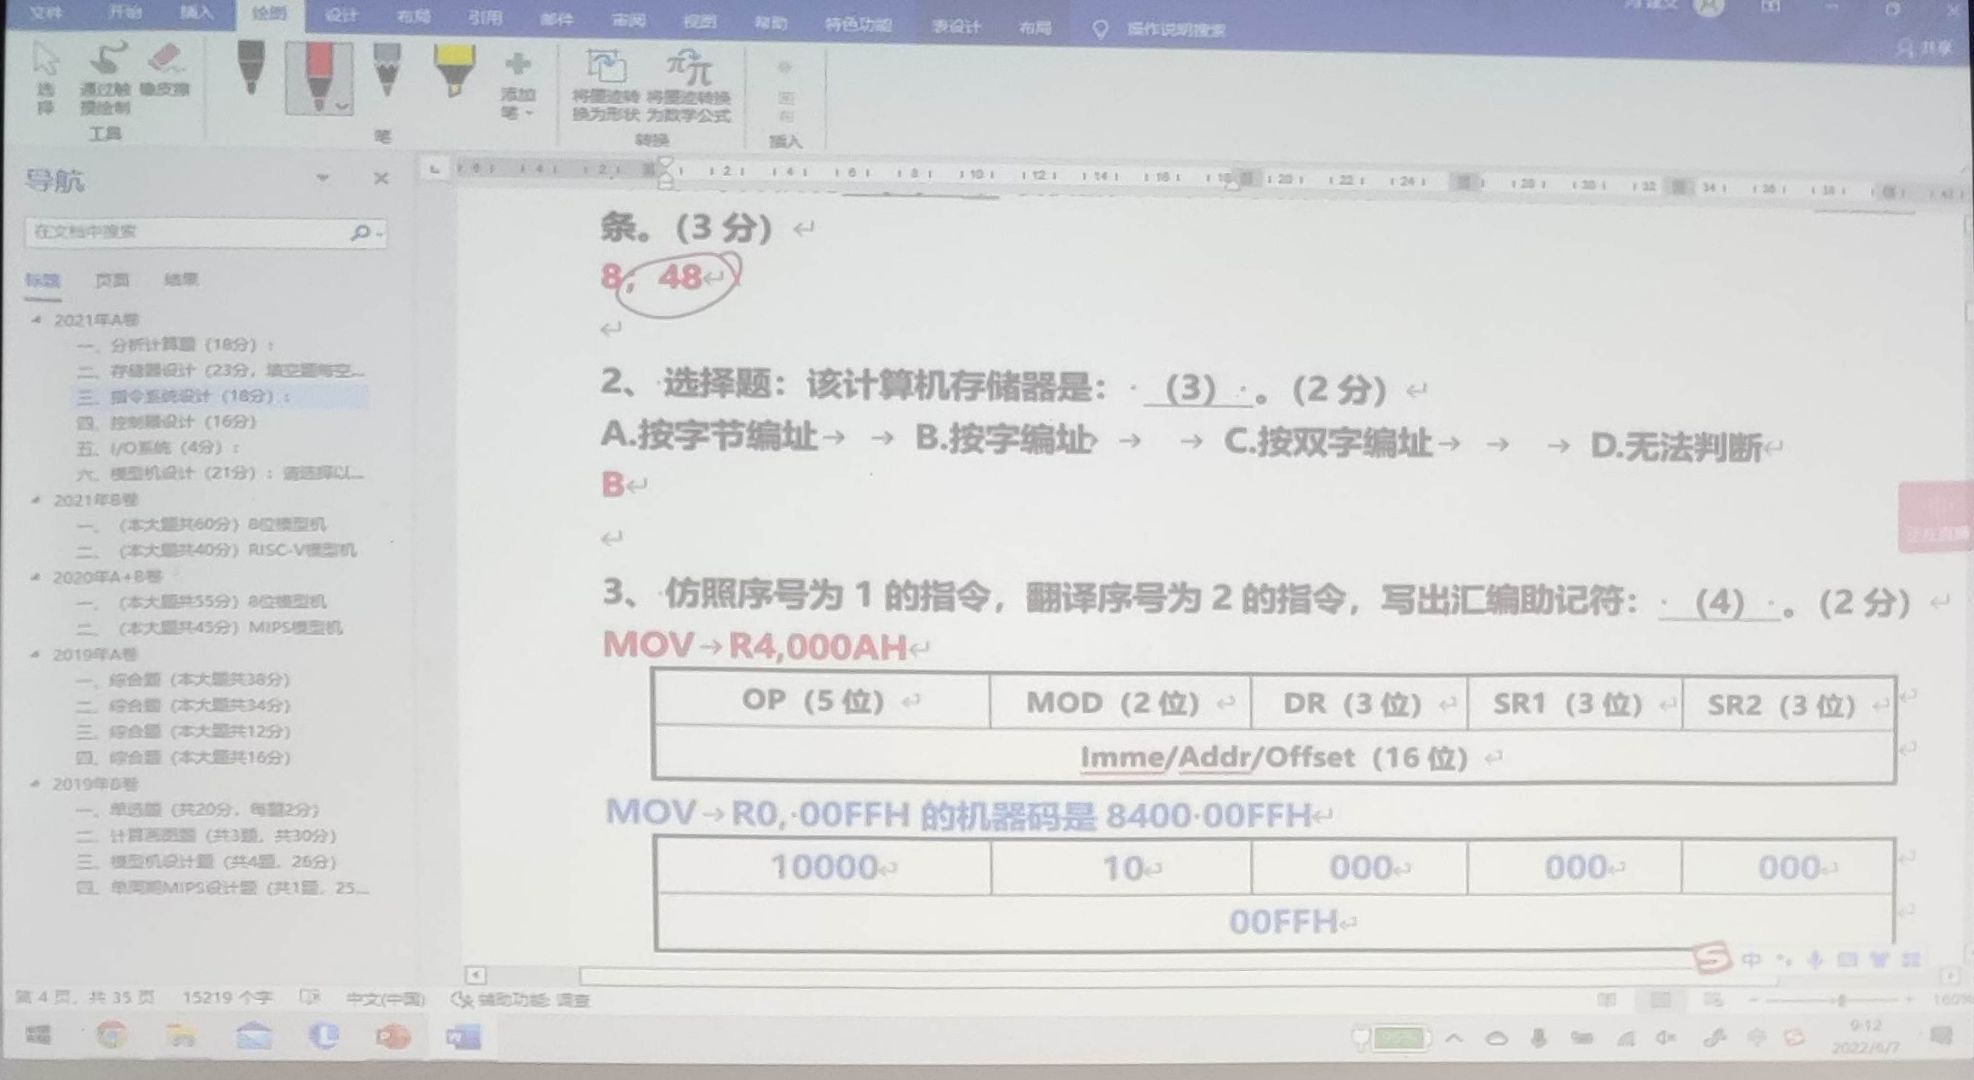 文件 开始 插入 绘图 设计 布局 引用 邮件 审阅 视图 帮助 特色功能 表设计 布局 操作说明搜索
共享
选择 通过触摸绘制 橡皮擦 添加笔 将墨迹转换为形状 将墨迹转换为数学公式
工具 笔 转换 插入
导航
在文档中搜索
标题 页面 结果
2021年A卷
一、分析计算题（18分）：
二、存储器设计（23分，填空题每空...
三、指令系统设计（18分）：
四、控制器设计（16分）
五、I/O系统（4分）：
六、模型机设计（21分）：请选择以...
2021年B卷
一、（本大题共60分）8位模型机
二、（本大题共40分）RISC-V模型机
2020年A+B卷
一、（本大题共55分）8位模型机
二、（本大题共45分）MIPS模型机
2019年A卷
一、综合题（本大题共38分）
二、综合题（本大题共34分）
三、综合题（本大题共12分）
四、综合题（本大题共16分）
2019年B卷
一、单选题（共20分，每题2分）
二、计算画图题（共3题，共30分）
三、模型机设计题（共4题，26分）
四、单周期MIPS设计题（共1题，25...
条。(3 分)
8；48
2、选择题：该计算机存储器是： (3) 。(2 分)
A.按字节编址 B.按字编址 C.按双字编址 D.无法判断
B
3、仿照序号为 1 的指令，翻译序号为 2 的指令，写出汇编助记符： (4) 。(2 分)
MOV R4,000AH
OP（5 位） MOD（2 位） DR（3 位） SR1（3 位） SR2（3 位）
Imme/Addr/Offset（16 位）
MOV R0, 00FFH 的机器码是 8400 00FFH
10000 10 000 000 000
00FFH
中
第 4 页，共 35 页 15219 个字 中文(中国) 辅助功能: 调查 160%
9:12
2022/6/7